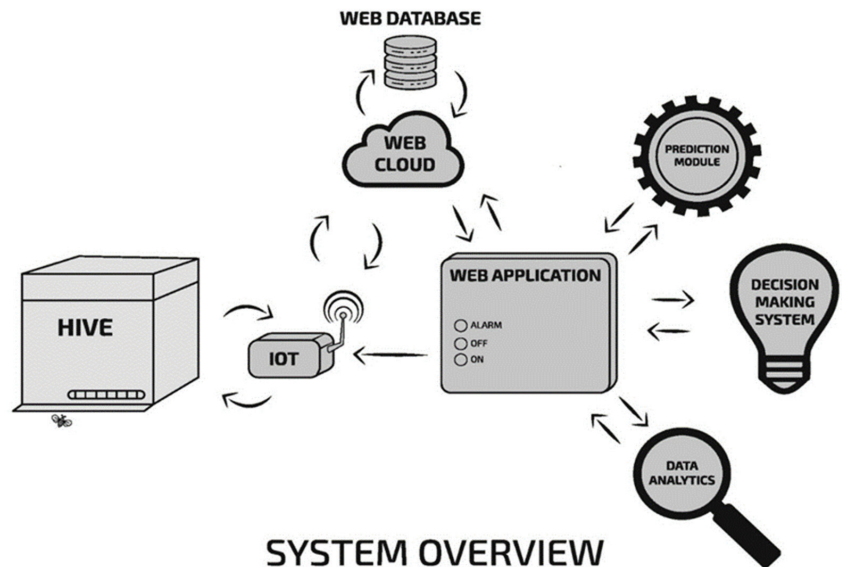 WEB DATABASE
WEB
CLOUD
PREDICTION
MODULE
HIVE
IOT
WEB APPLICATION
ALARM
OFF
ON
DECISION
MAKING
SYSTEM
DATA
ANALYTICS
SYSTEM OVERVIEW